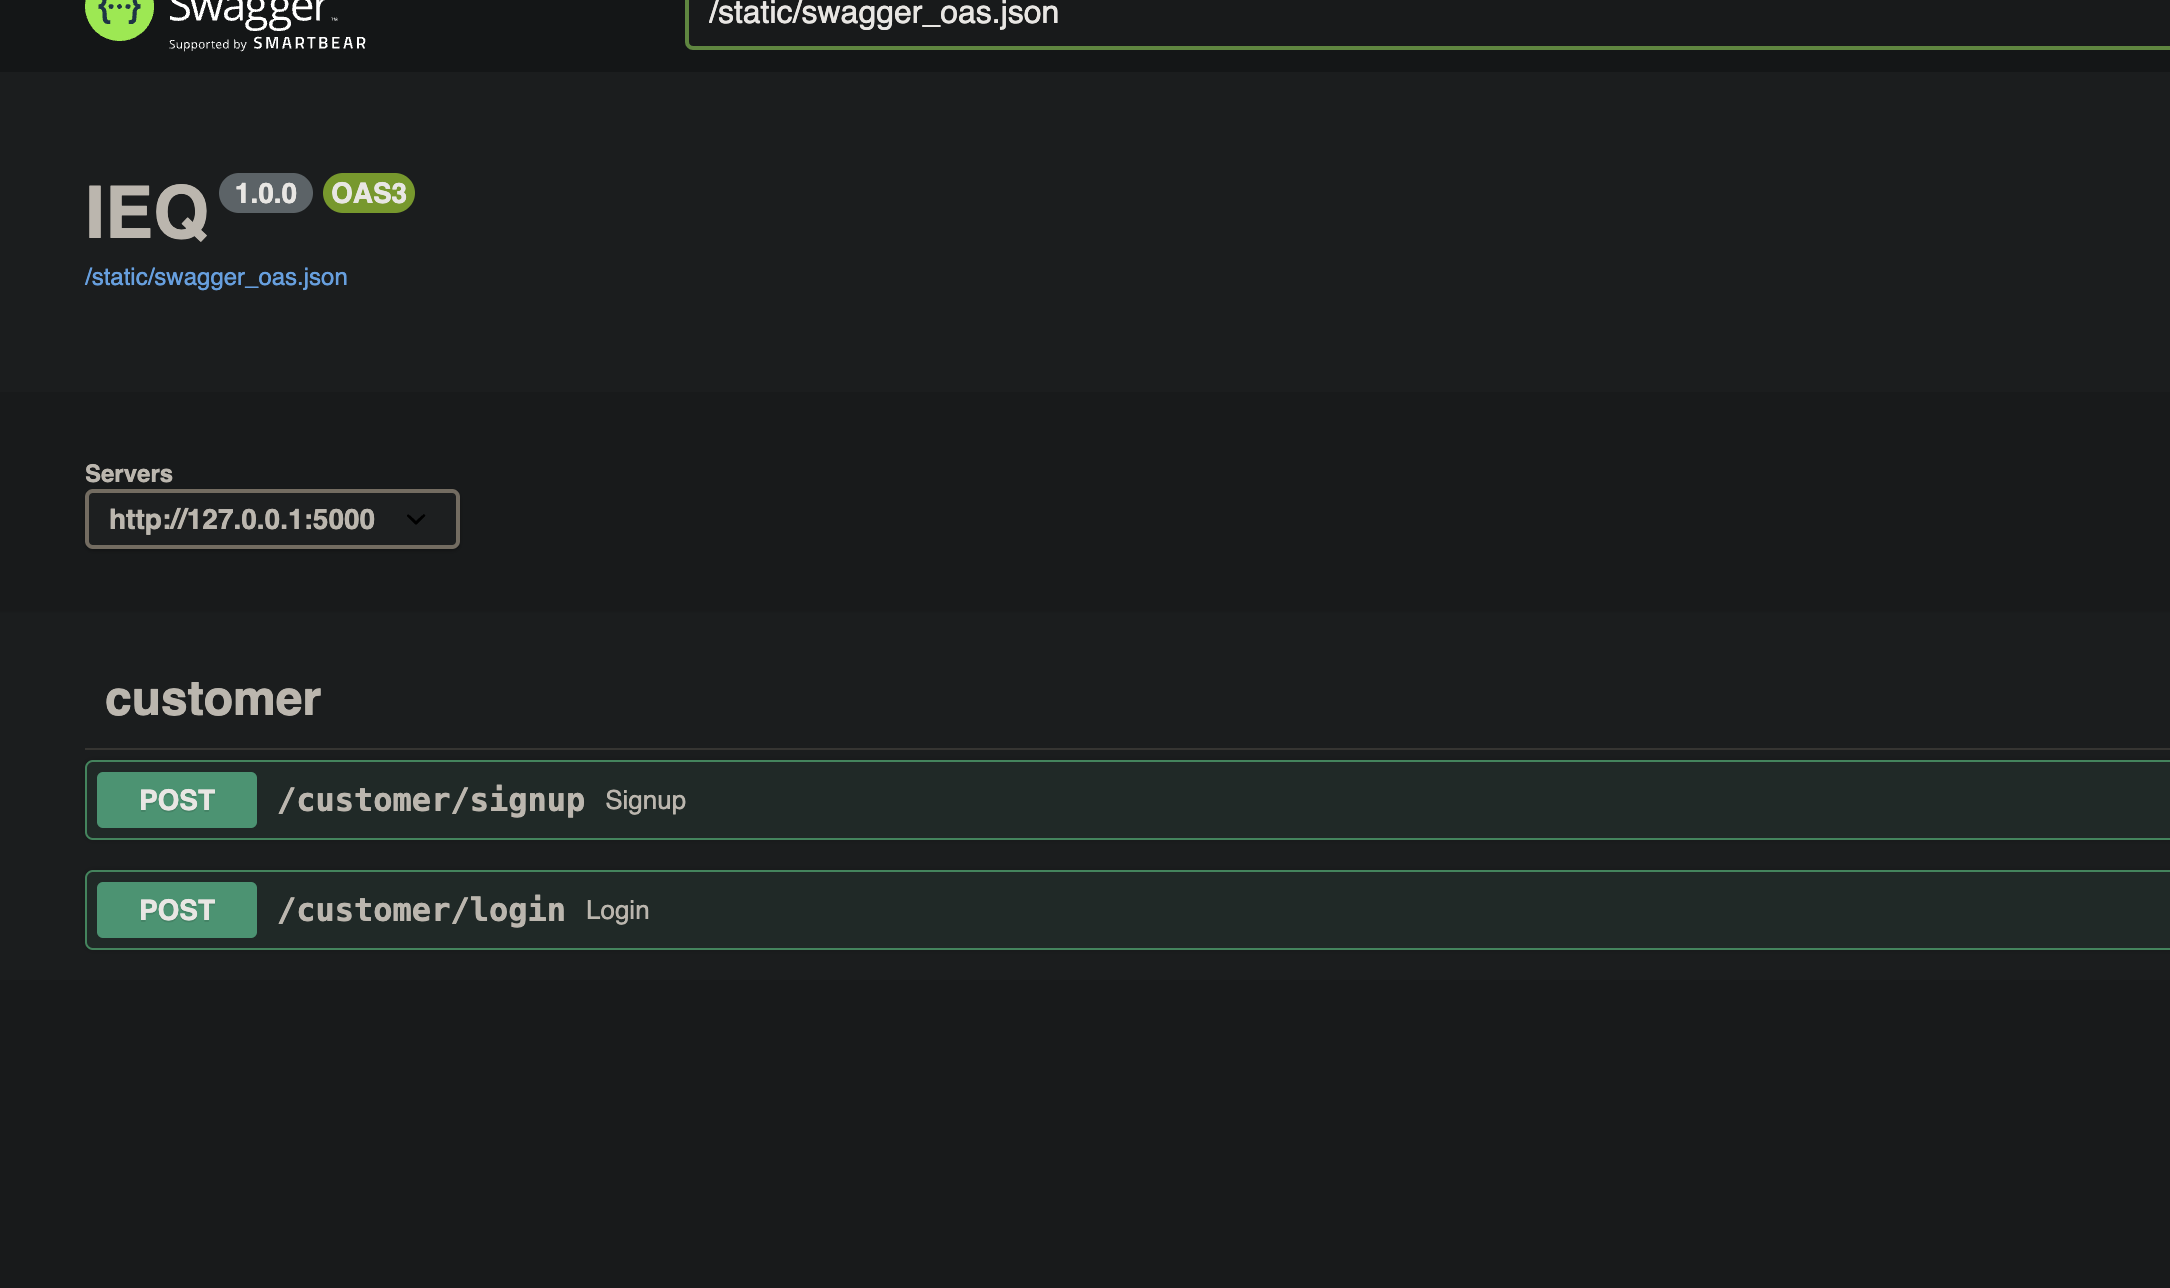 Swagger™
Supported by SMARTBEAR
/static/swagger_oas.json
IEQ 1.0.0 OAS3
/static/swagger_oas.json
Servers
http://127.0.0.1:5000
customer
POST /customer/signup Signup
POST /customer/login Login